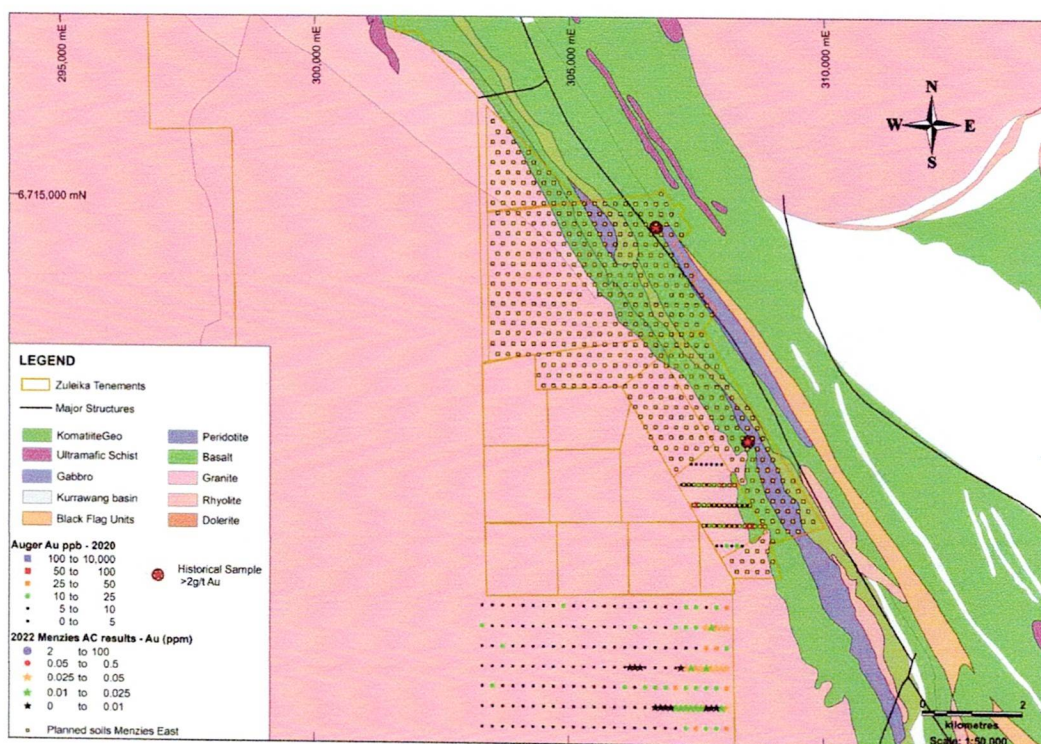 295,000 mE
300,000 mE
305,000 mE
310,000 mE
N
W E
S
6,715,000 mN
LEGEND
Zuleika Tenements
Major Structures
KomatiiteGeo
Ultramafic Schist
Gabbro
Kurrawang basin
Black Flag Units
Peridotite
Basalt
Granite
Rhyolite
Dolerite
Auger Au ppb - 2020
100 to 10,000
50 to 100
25 to 50
10 to 25
5 to 10
0 to 5
Historical Sample
>2g/t Au
2022 Menzies AC results - Au (ppm)
2 to 100
0.05 to 0.5
0.025 to 0.05
0.01 to 0.025
0 to 0.01
Planned soils Menzies East
0 2
kilometres
Scale: 1:50,000